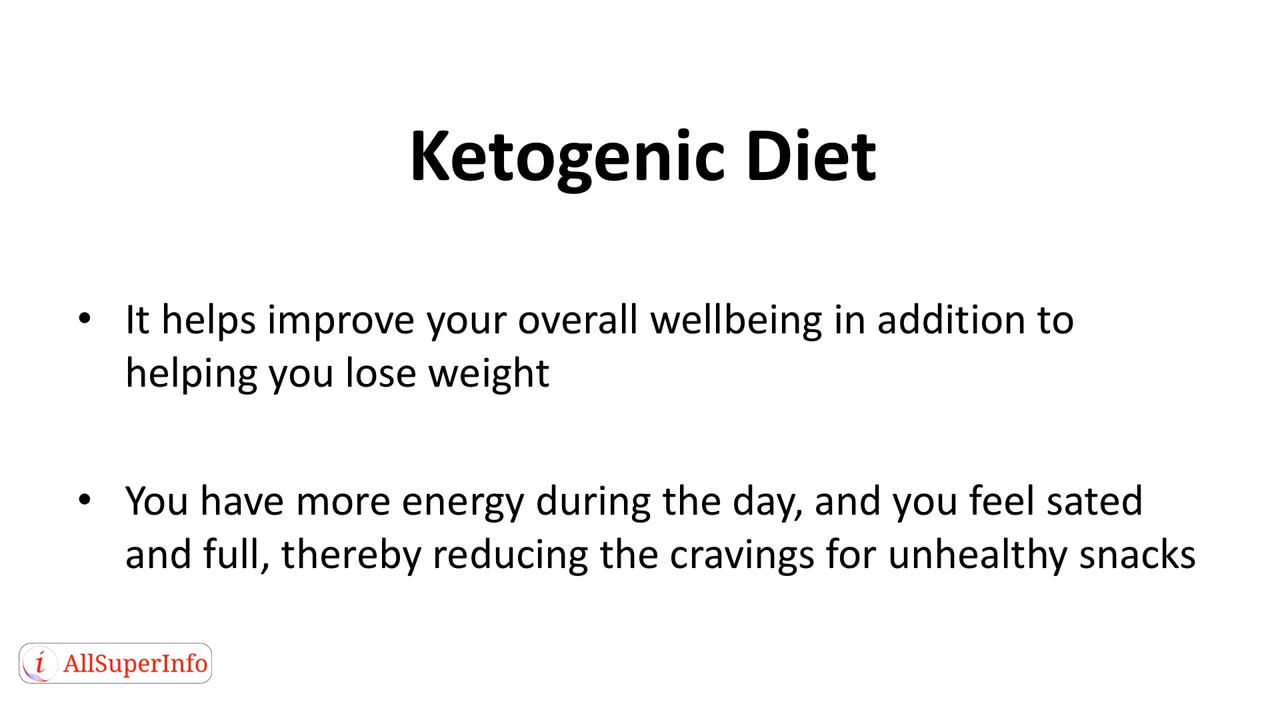 Ketogenic Diet
• It helps improve your overall wellbeing in addition to
helping you lose weight
• You have more energy during the day, and you feel sated
and full, thereby reducing the cravings for unhealthy snacks
i AllSuperInfo